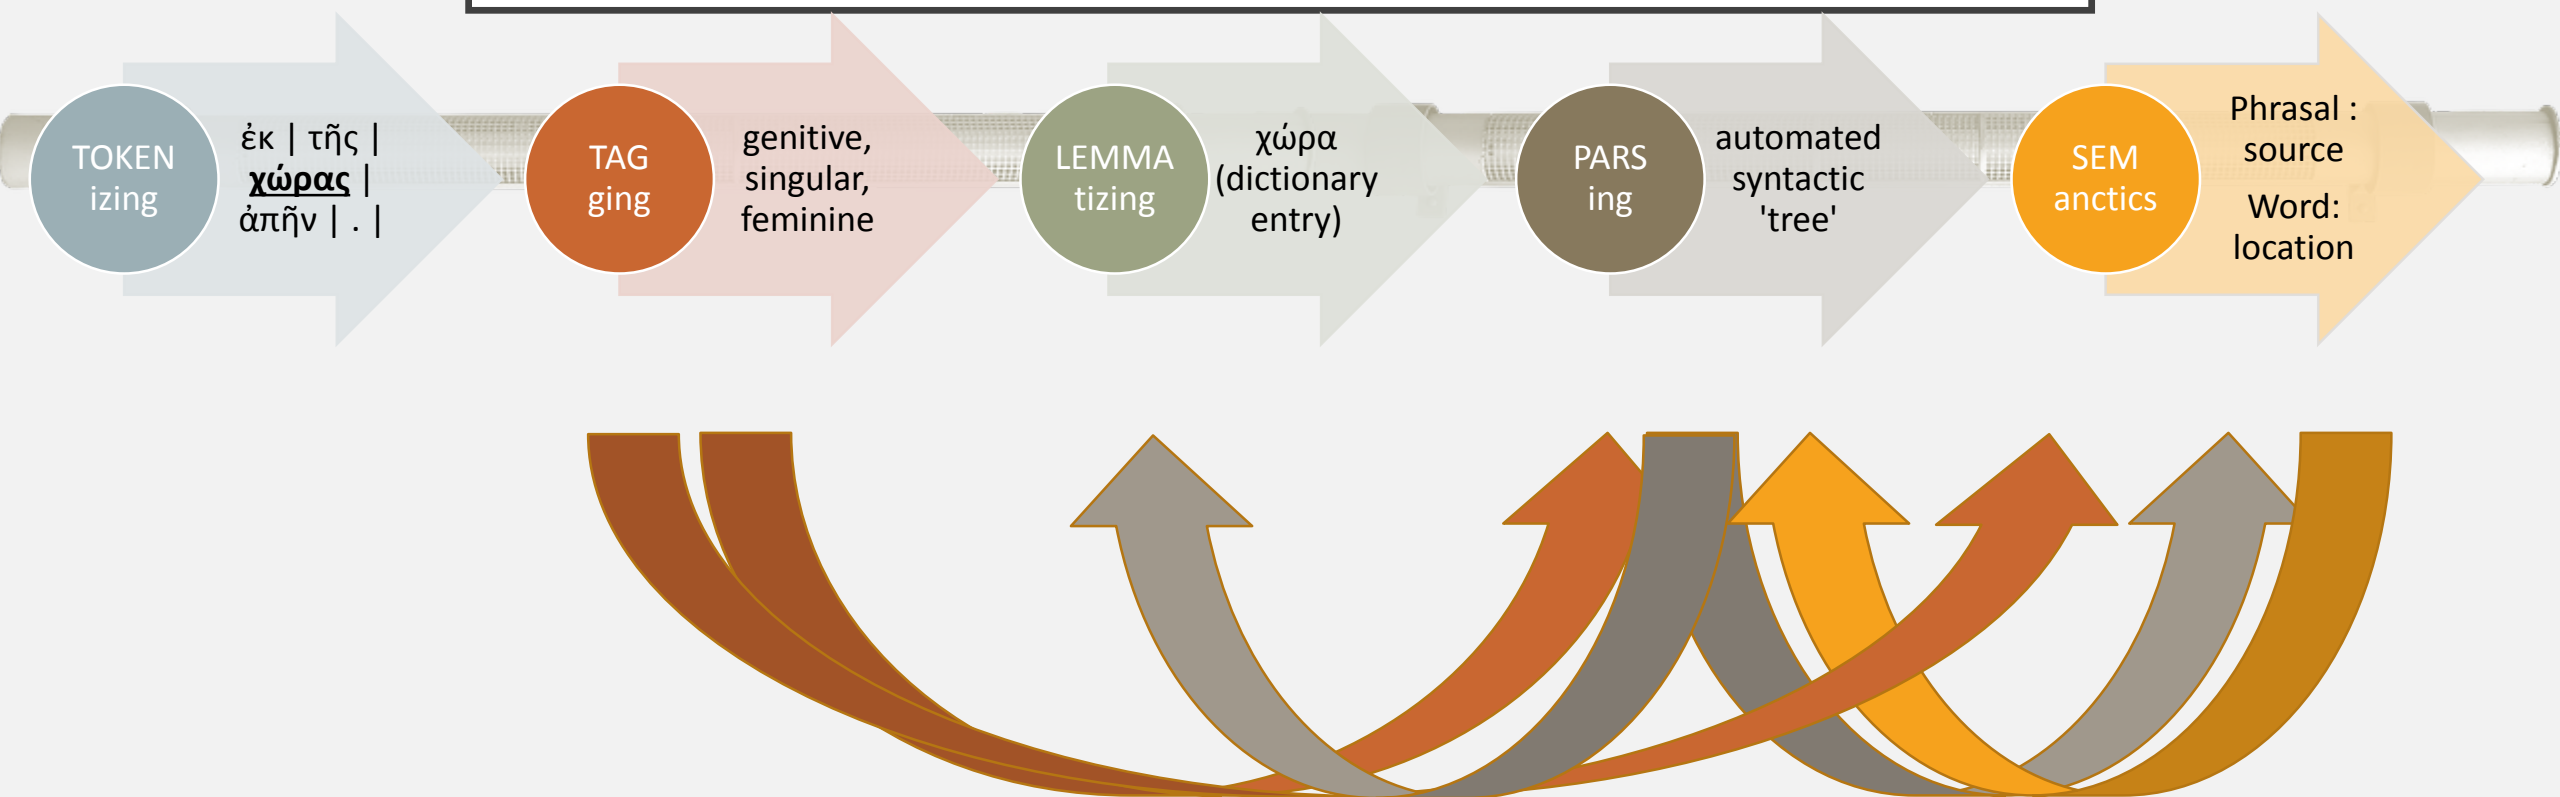 TOKEN
izing
ἐκ | τῆς |
χώρας |
ἀπῆν | . |
TAG
ging
genitive,
singular,
feminine
LEMMA
tizing
χώρα
(dictionary
entry)
PARS
ing
automated
syntactic
'tree'
SEM
anctics
Phrasal :
source
Word:
location